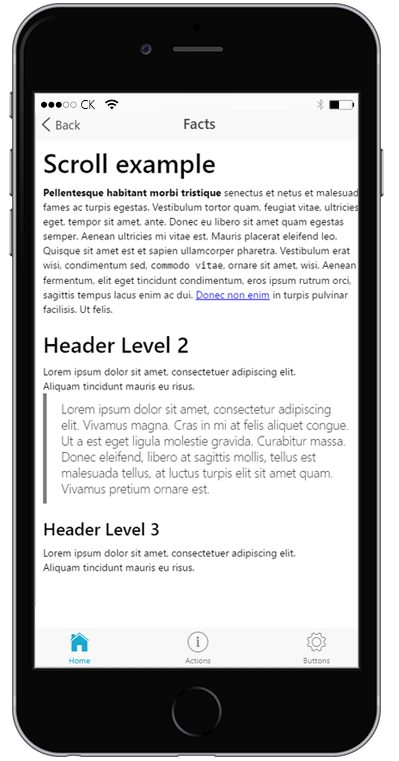 CK
Back
Facts
Scroll example
Pellentesque habitant morbi tristique senectus et netus et malesuad
fames ac turpis egestas. Vestibulum tortor quam, feugiat vitae, ultricies
eget, tempor sit amet, ante. Donec eu libero sit amet quam egestas
semper. Aenean ultricies mi vitae est. Mauris placerat eleifend leo.
Quisque sit amet est et sapien ullamcorper pharetra. Vestibulum erat
wisi, condimentum sed, commodo vitae, ornare sit amet, wisi. Aenean
fermentum, elit eget tincidunt condimentum, eros ipsum rutrum orci,
sagittis tempus lacus enim ac dui. Donec non enim in turpis pulvinar
facilisis. Ut felis.
Header Level 2
Lorem ipsum dolor sit amet, consectetuer adipiscing elit.
Aliquam tincidunt mauris eu risus.
Lorem ipsum dolor sit amet, consectetur adipiscing
elit. Vivamus magna. Cras in mi at felis aliquet congue.
Ut a est eget ligula molestie gravida. Curabitur massa.
Donec eleifend, libero at sagittis mollis, tellus est
malesuada tellus, at luctus turpis elit sit amet quam.
Vivamus pretium ornare est.
Header Level 3
Lorem ipsum dolor sit amet, consectetuer adipiscing elit.
Aliquam tincidunt mauris eu risus.
Home
Actions
Buttons